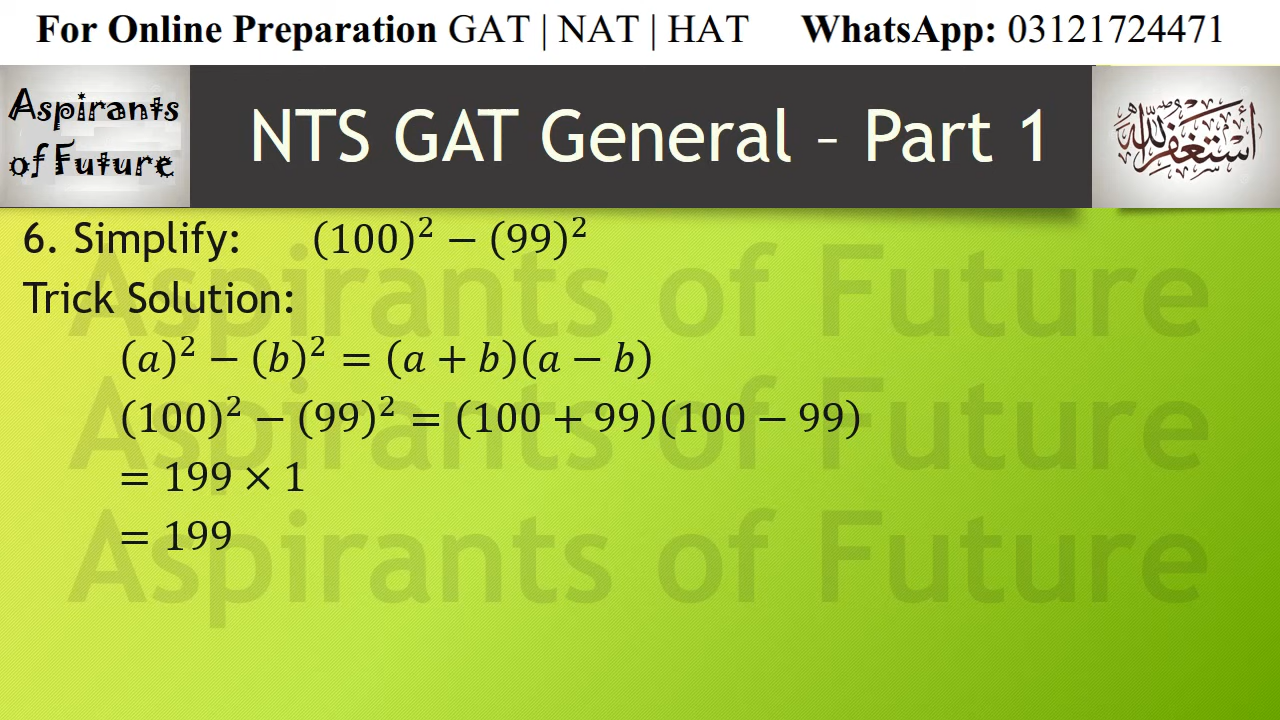 For Online Preparation GAT | NAT | HAT WhatsApp: 03121724471
Aspirants
of Future
NTS GAT General – Part 1
أستغفر الله
6. Simplify: (100)² − (99)²
Trick Solution:
(a)² − (b)² = (a + b)(a − b)
(100)² − (99)² = (100 + 99)(100 − 99)
= 199 × 1
= 199
Aspirants of Future
Aspirants of Future
Aspirants of Future